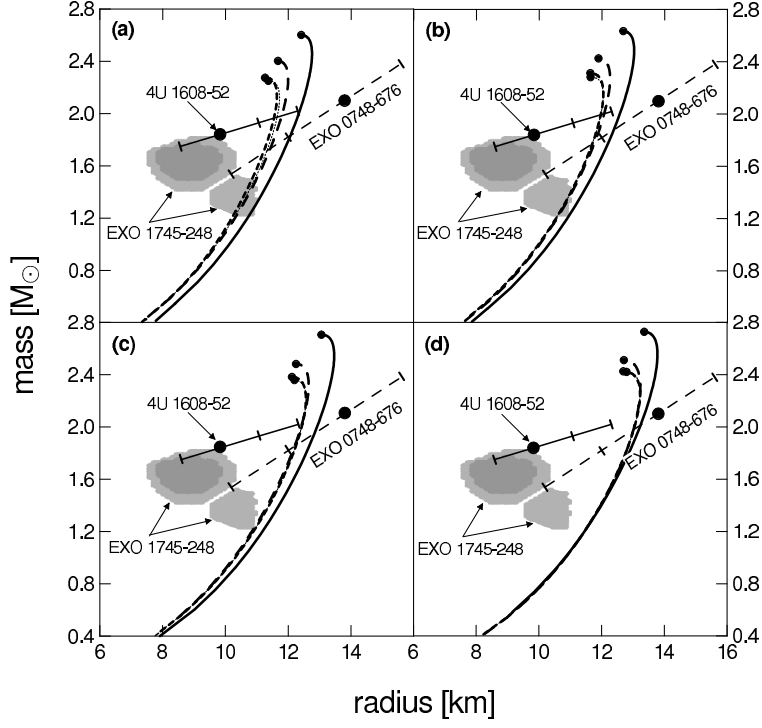 (a)
4U 1608-52
EXO 0748-676
EXO 1745-248
(b)
4U 1608-52
EXO 0748-676
EXO 1745-248
(c)
4U 1608-52
EXO 0748-676
EXO 1745-248
(d)
4U 1608-52
EXO 0748-676
EXO 1745-248
2.8
2.4
2.0
1.6
1.2
0.8
2.8
2.4
2.0
1.6
1.2
0.8
0.4
2.8
2.4
2.0
1.6
1.2
0.8
2.8
2.4
2.0
1.6
1.2
0.8
0.4
6 8 10 12 14 6 8 10 12 14 16
mass [M☉]
radius [km]